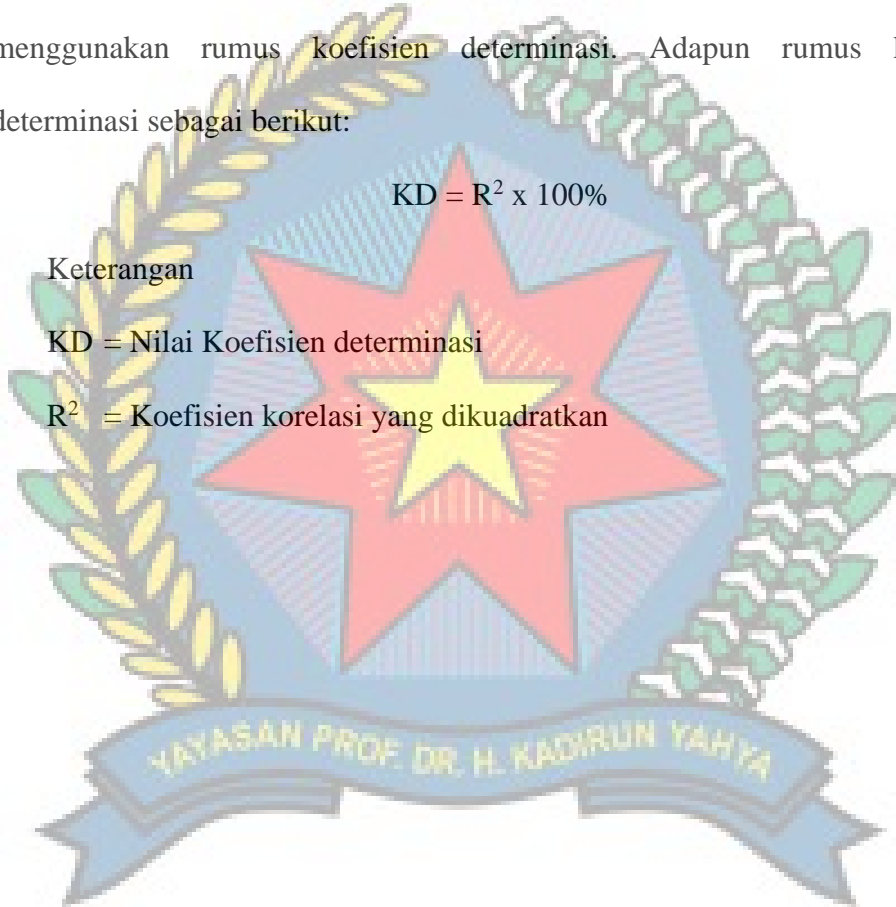 menggunakan rumus koefisien determinasi. Adapun rumus
determinasi sebagai berikut:
KD = R² x 100%
Keterangan
KD = Nilai Koefisien determinasi
R² = Koefisien korelasi yang dikuadratkan
YAYASAN PROF. DR. H. KADIRUN YAHYA